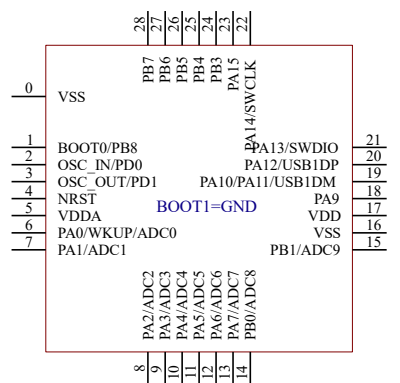 28 27 26 25 24 23 22
PB7 PB6 PB5 PB4 PB3 PA15 PA14/SWCLK
0 VSS
1 BOOT0/PB8
2 OSC_IN/PD0
3 OSC_OUT/PD1
4 NRST
5 VDDA
6 PA0/WKUP/ADC0
7 PA1/ADC1
BOOT1=GND
PA13/SWDIO 21
PA12/USB1DP 20
PA10/PA11/USB1DM 19
PA9 18
VDD 17
VSS 16
PB1/ADC9 15
PA2/ADC2 PA3/ADC3 PA4/ADC4 PA5/ADC5 PA6/ADC6 PA7/ADC7 PB0/ADC8
8 9 10 11 12 13 14